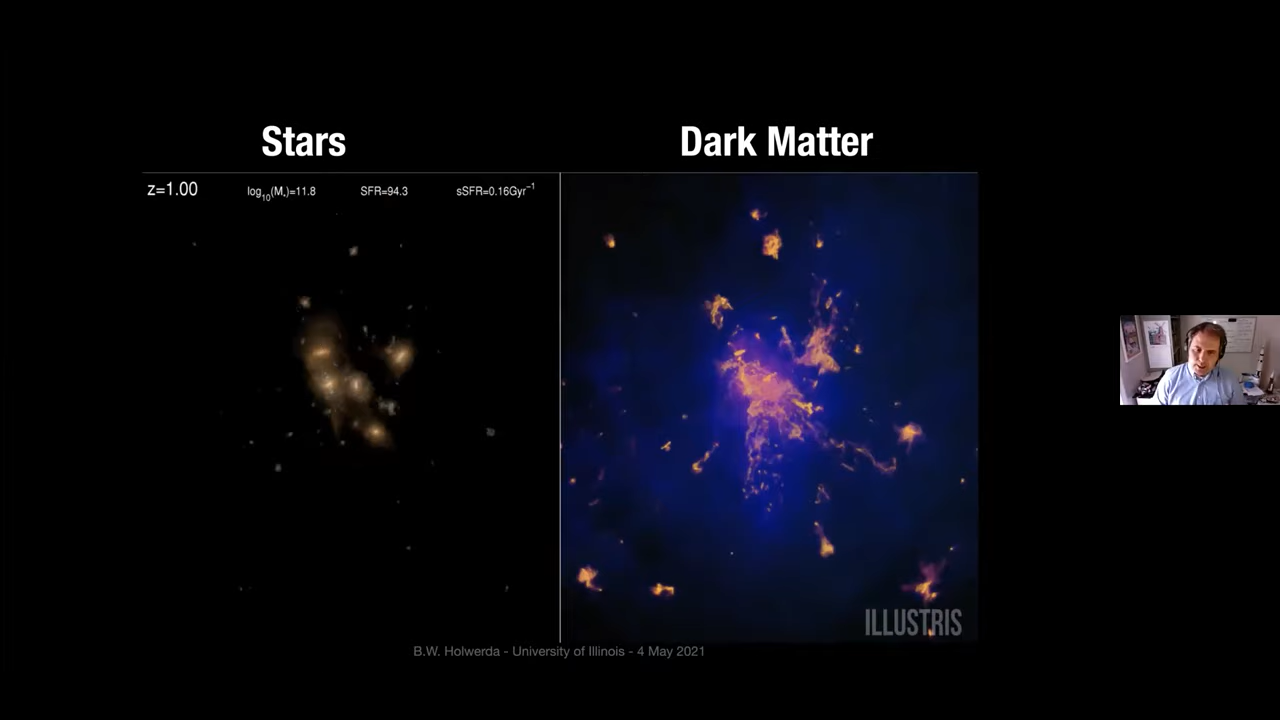 Stars
Dark Matter
z=1.00 log₁₀(M*)=11.8 SFR=94.3 sSFR=0.16Gyr⁻¹
ILLUSTRIS
B.W. Holwerda - University of Illinois - 4 May 2021